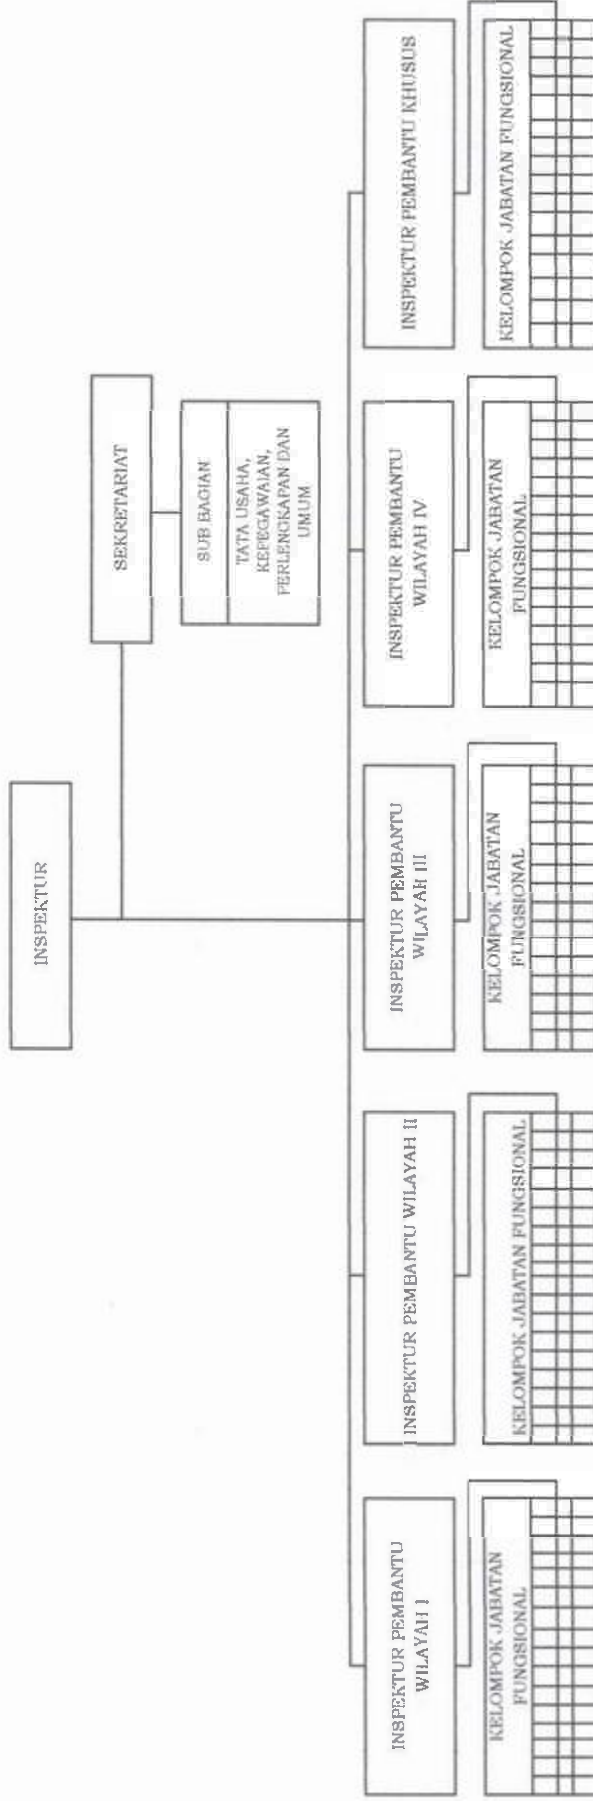 INSPEKTUR
SEKRETARIAT
SUB BAGIAN
TATA USAHA,
KEPEGAWAIAN,
PERLENGKAPAN DAN
UMUM
INSPEKTUR PEMBANTU
WILAYAH I
INSPEKTUR PEMBANTU WILAYAH II
INSPEKTUR PEMBANTU
WILAYAH III
INSPEKTUR PEMBANTU
WILAYAH IV
INSPEKTUR PEMBANTU KHUSUS
KELOMPOK JABATAN
FUNGSIONAL
KELOMPOK JABATAN FUNGSIONAL
KELOMPOK JABATAN
FUNGSIONAL
KELOMPOK JABATAN
FUNGSIONAL
KELOMPOK JABATAN FUNGSIONAL